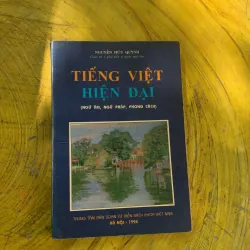 NGUYỄN HỮU QUỲNH
TIẾNG VIỆT
HIỆN ĐẠI
(NGỮ ÂM, NGỮ PHÁP, PHONG CÁCH)
TRUNG TÂM BIÊN SOẠN TỪ ĐIỂN BÁCH KHOA VIỆT NAM
HÀ NỘI - 1994